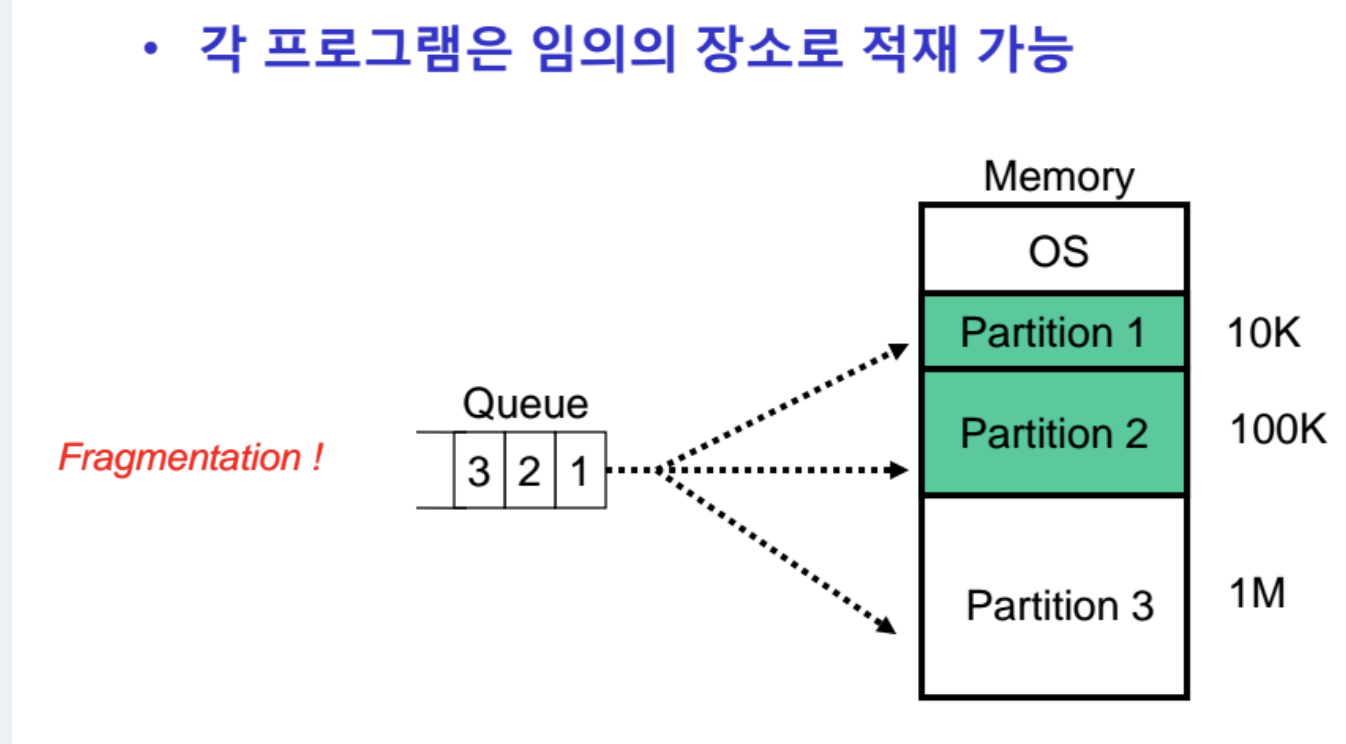 • 각 프로그램은 임의의 장소로 적재 가능
Memory
OS
Partition 1 10K
Queue
Partition 2 100K
Fragmentation !
3 2 1
Partition 3 1M